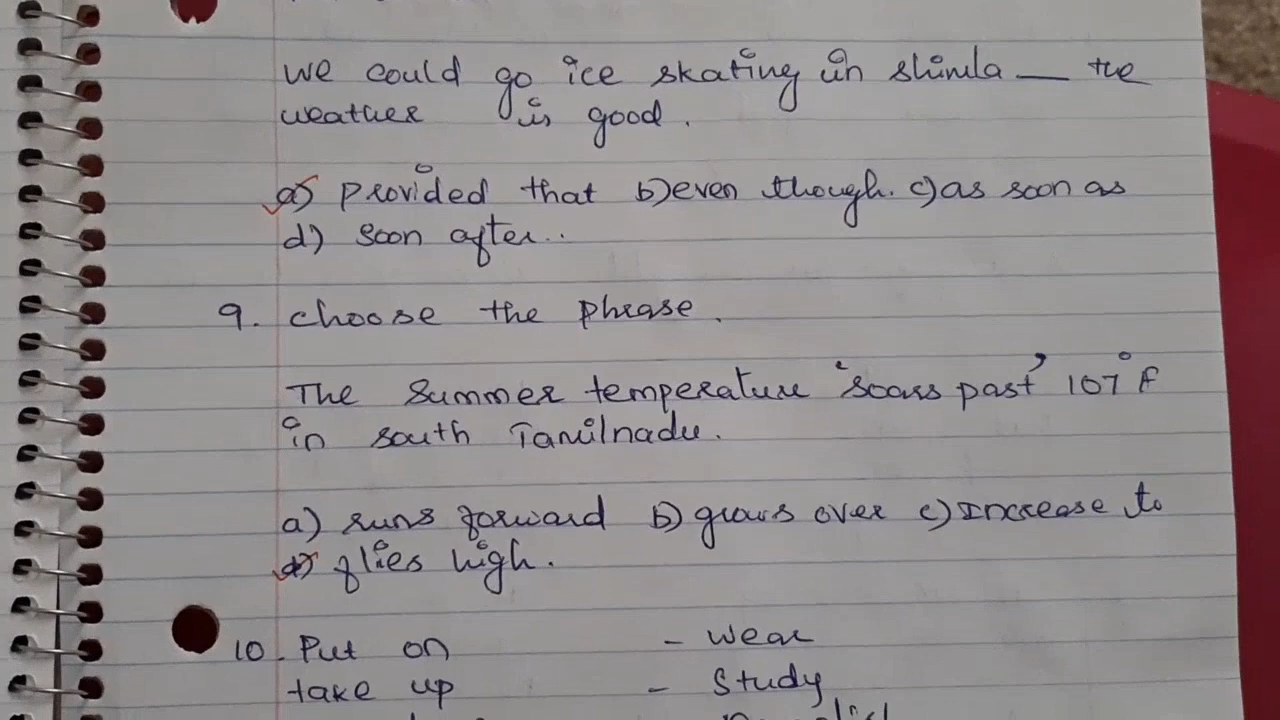 We could go ice skating in shimla __ the
weather is good.
a) provided that b) even though. c) as soon as
d) soon after..
9. choose the phrase.
The summer temperature 'soars past' 107°F
in south Tamilnadu.
a) runs forward b) grows over c) Increase to
d) flies high.
10. Put on - wear
take up - study